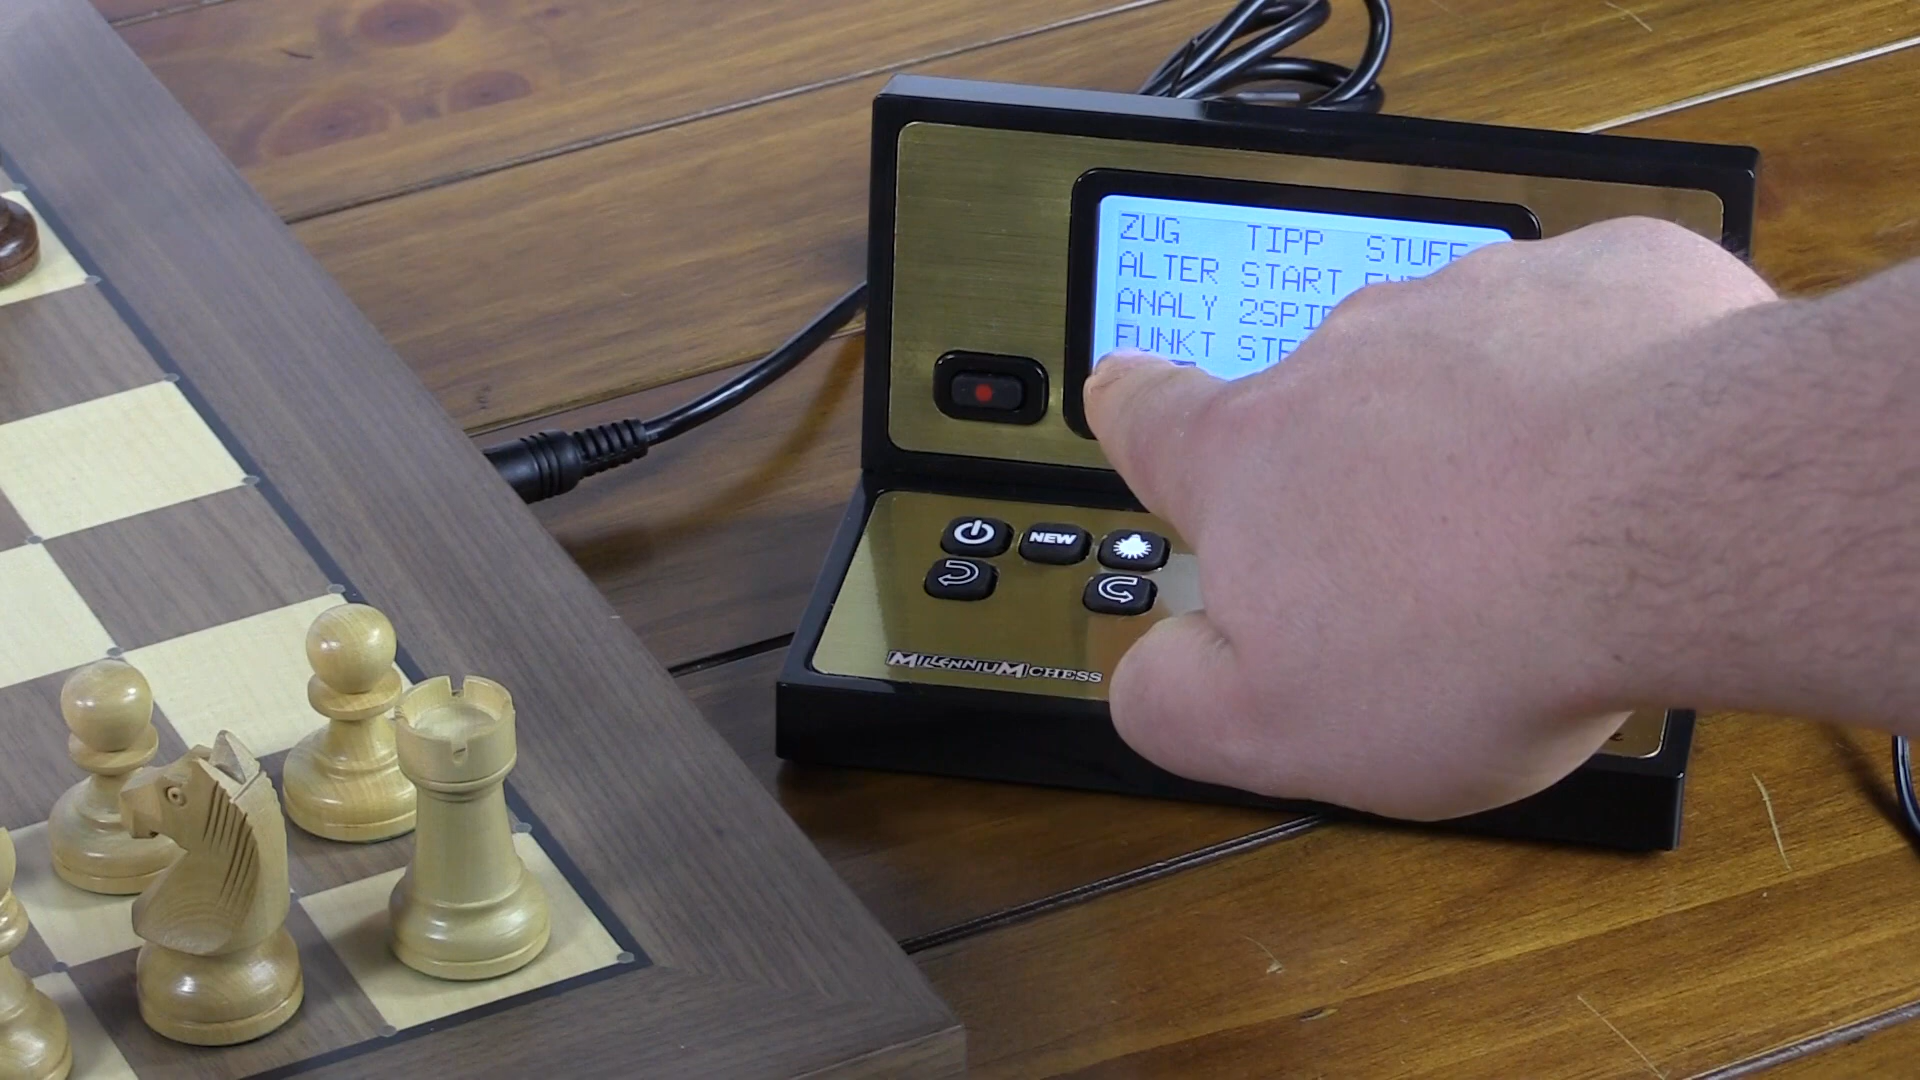 ZUG TIPP STUFE
ALTER START
ANALY
FUNKT
NEW
MILLENNIUM CHESS